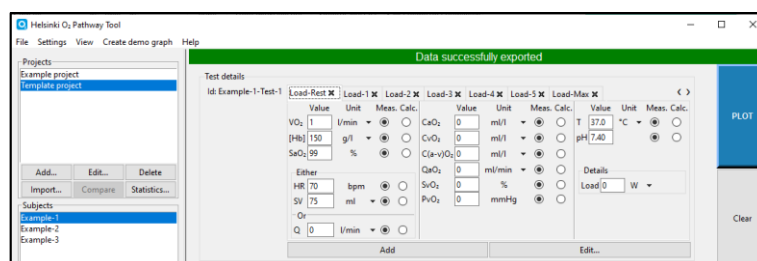 Helsinki O₂ Pathway Tool
File Settings View Create demo graph Help
Data successfully exported
Projects
Example project
Template project
Add... Edit... Delete
Import... Compare Statistics...
Subjects
Example-1
Example-2
Example-3
Test details
Id: Example-1-Test-1 Load-Rest Load-1 Load-2 Load-3 Load-4 Load-5 Load-Max
Value Unit Meas. Calc.
VO₂ 1 l/min
[Hb] 150 g/l
SaO₂ 99 %
Either
HR 70 bpm
SV 75 ml
Or
Q 0 l/min
Value Unit Meas. Calc.
CaO₂ 0 ml/l
CvO₂ 0 ml/l
C(a-v)O₂ 0 ml/l
QaO₂ 0 ml/min
SvO₂ 0 %
PvO₂ 0 mmHg
Value Unit Meas. Calc.
T 37.0 °C
pH 7.40
Details
Load 0 W
Add Edit...
PLOT
Clear